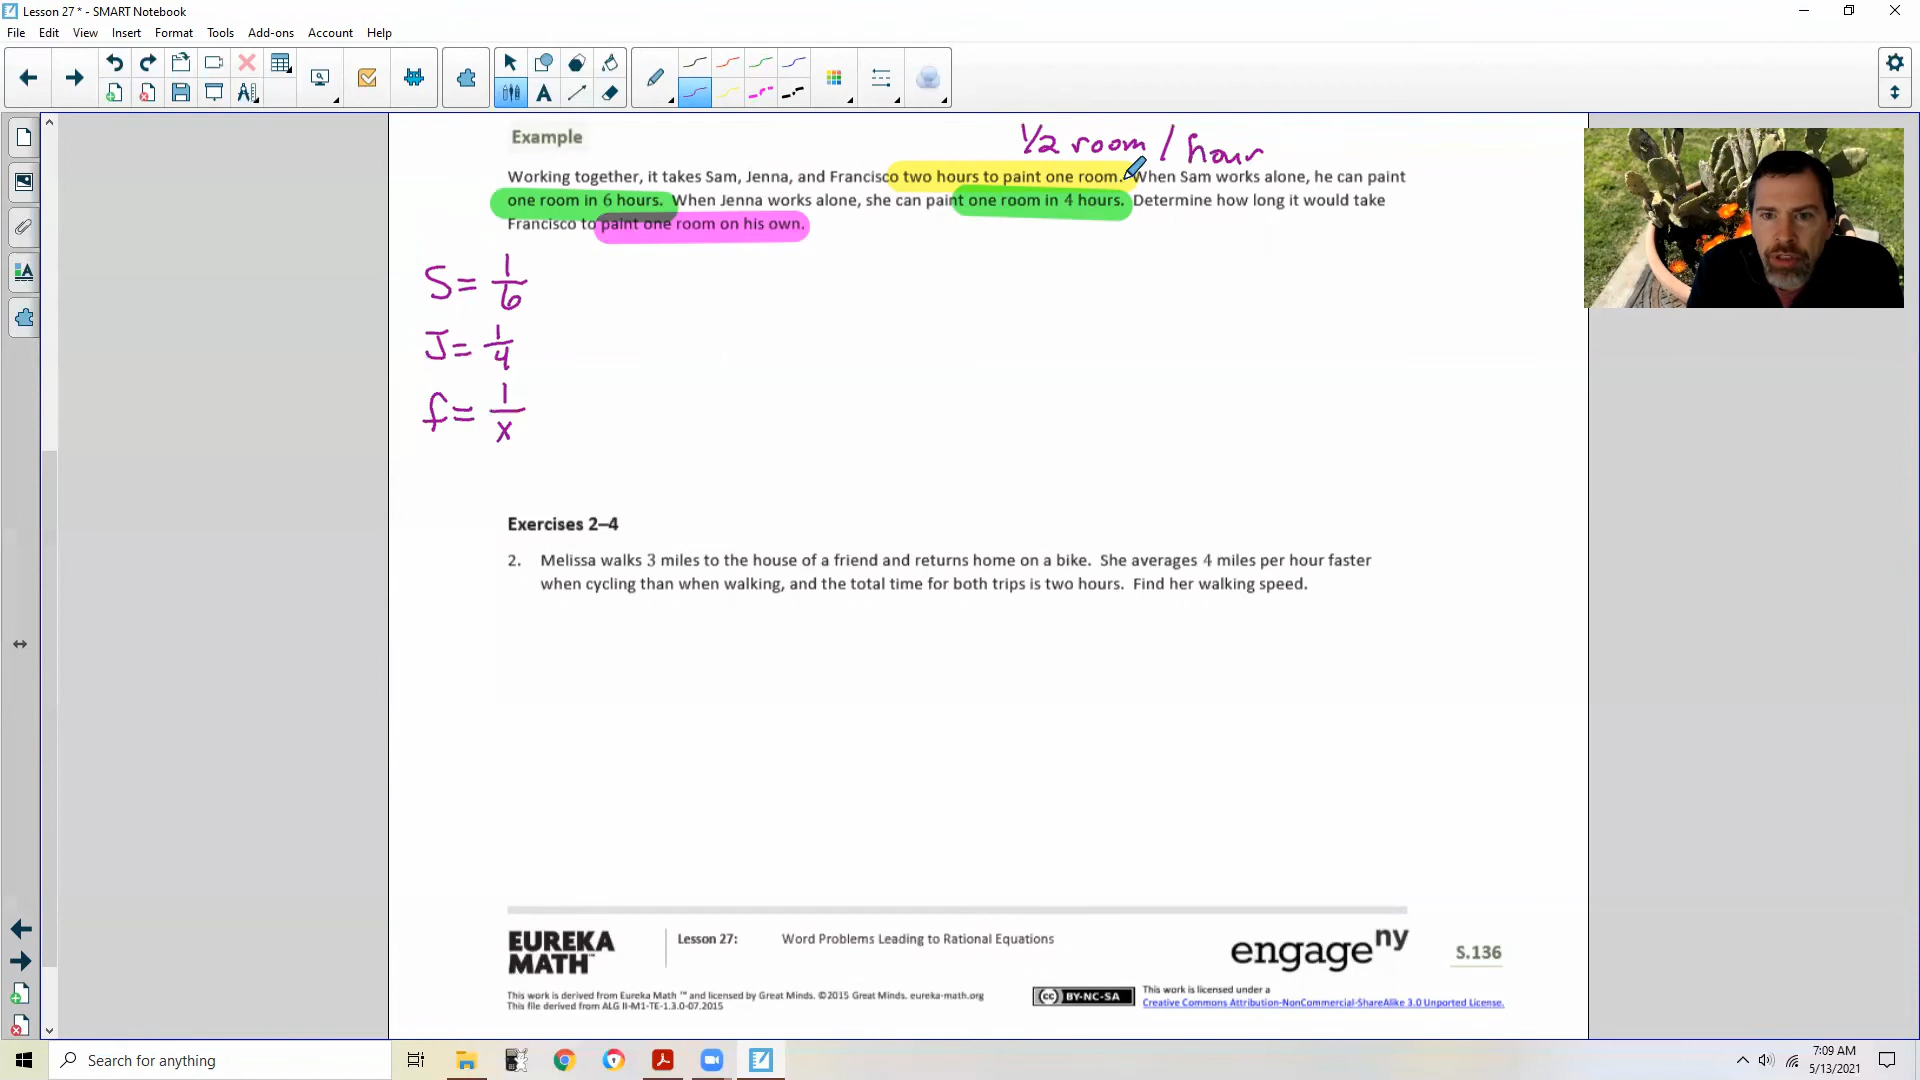 Lesson 27 * - SMART Notebook
File Edit View Insert Format Tools Add-ons Account Help
Example
1/2 room / hour
Working together, it takes Sam, Jenna, and Francisco two hours to paint one room. When Sam works alone, he can paint
one room in 6 hours. When Jenna works alone, she can paint one room in 4 hours. Determine how long it would take
Francisco to paint one room on his own.
S = 1/6
J = 1/4
f = 1/x
Exercises 2–4
2. Melissa walks 3 miles to the house of a friend and returns home on a bike. She averages 4 miles per hour faster
when cycling than when walking, and the total time for both trips is two hours. Find her walking speed.
EUREKA
MATH™
Lesson 27: Word Problems Leading to Rational Equations
engage ny
S.136
This work is derived from Eureka Math ™ and licensed by Great Minds. ©2015 Great Minds. eureka-math.org
This file derived from ALG II-M1-TE-1.3.0-07.2015
(cc) BY-NC-SA
This work is licensed under a
Creative Commons Attribution-NonCommercial-ShareAlike 3.0 Unported License.
Search for anything
7:09 AM
5/13/2021